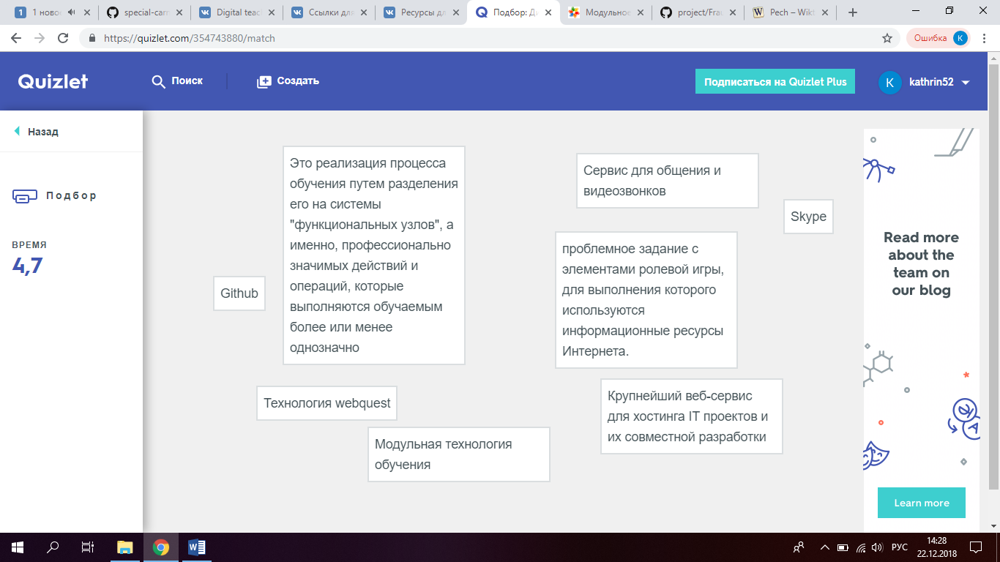 1 новое
special-cam
Digital teac
Ссылки для
Ресурсы дл
Подбор: Ди
Модульное
project/Frau
Pech – Wikt
https://quizlet.com/354743880/match
Ошибка
K
Quizlet
Поиск
Создать
Подписаться на Quizlet Plus
K
kathrin52
Назад
Подбор
ВРЕМЯ
4,7
Это реализация процесса
обучения путем разделения
его на системы
"функциональных узлов", а
именно, профессионально
значимых действий и
операций, которые
выполняются обучаемым
более или менее
однозначно
Сервис для общения и
видеозвонков
Skype
проблемное задание с
элементами ролевой игры,
для выполнения которого
используются
информационные ресурсы
Интернета.
Github
Технология webquest
Крупнейший веб-сервис
для хостинга IT проектов и
их совместной разработки
Модульная технология
обучения
Read more
about the
team on
our blog
Learn more
РУС
14:28
22.12.2018